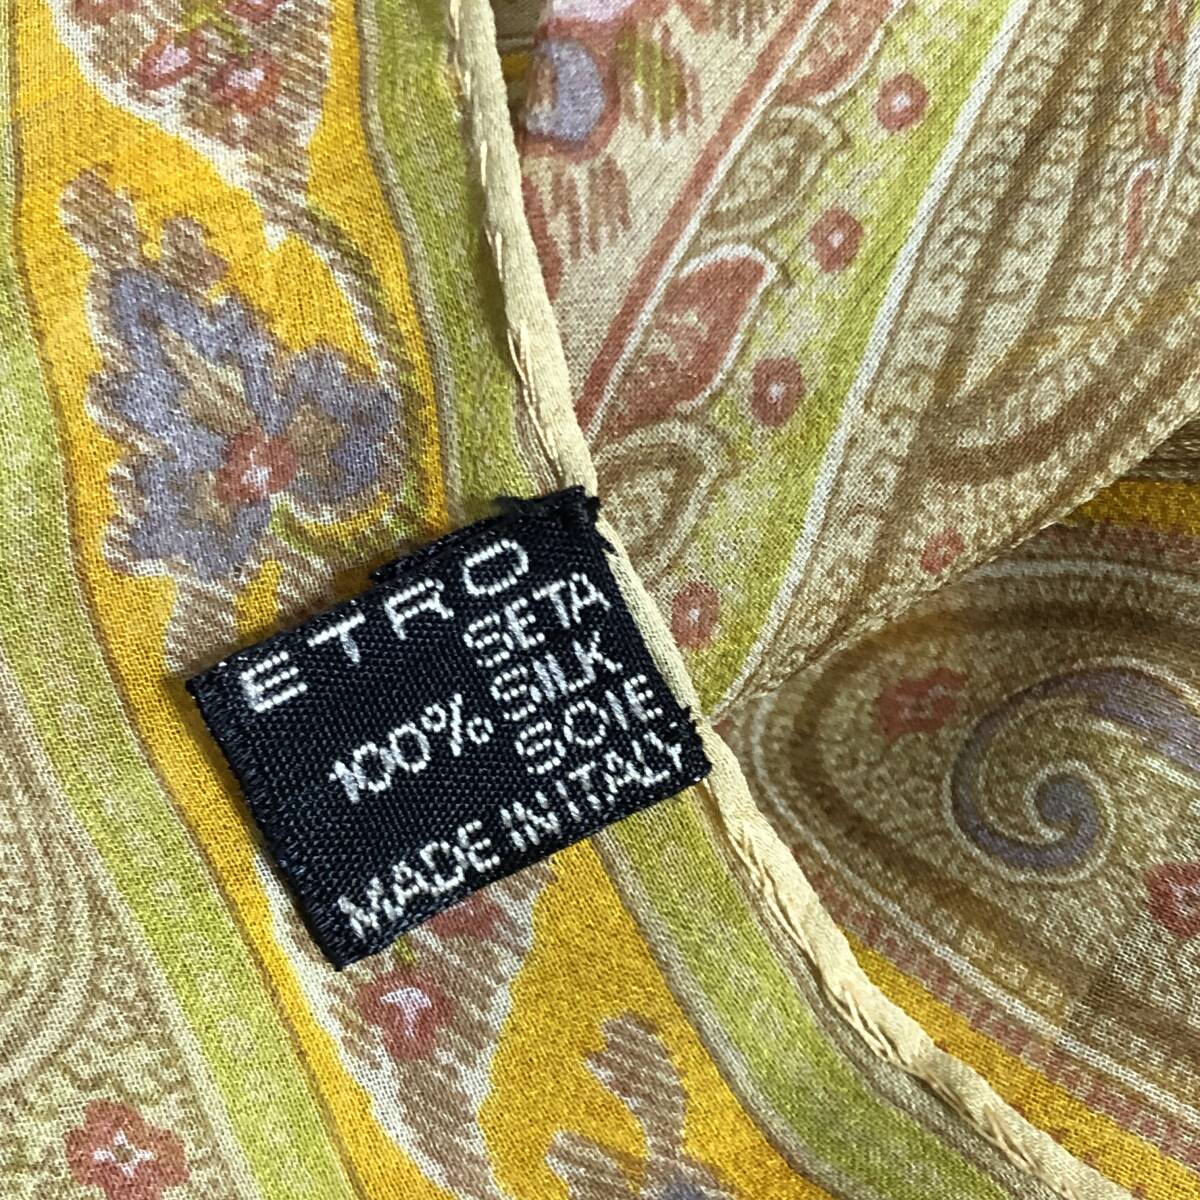 ETRO
SETA
SILK
100% SOIE
MADE IN ITALY